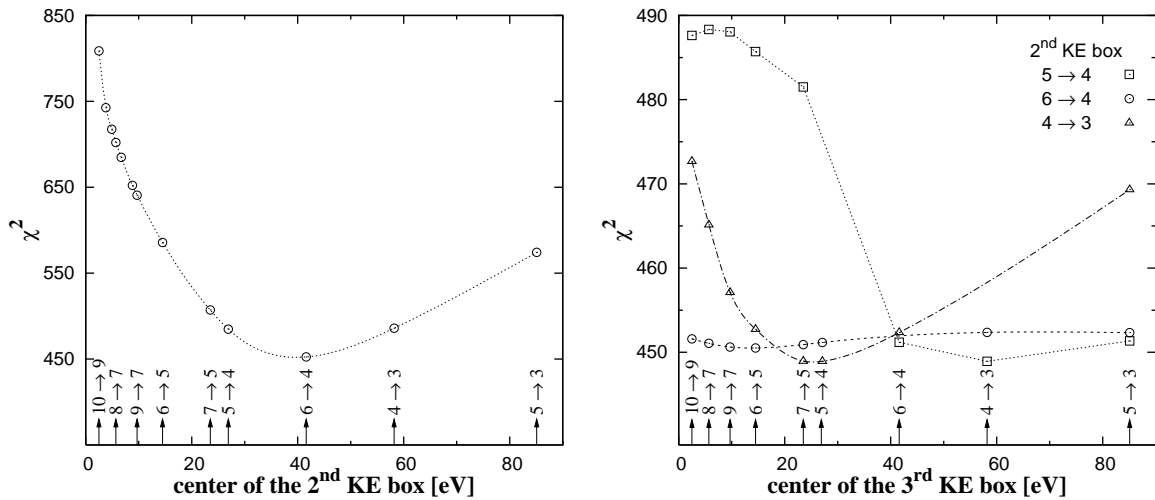 850
750
650
550
450
χ²
10 → 9
8 → 7
9 → 7
6 → 5
7 → 5
5 → 4
6 → 4
4 → 3
5 → 3
0
20
40
60
80
center of the 2nd KE box [eV]
490
480
470
460
450
χ²
2nd KE box
5 → 4
6 → 4
4 → 3
10 → 9
8 → 7
9 → 7
6 → 5
7 → 5
5 → 4
6 → 4
4 → 3
5 → 3
0
20
40
60
80
center of the 3rd KE box [eV]